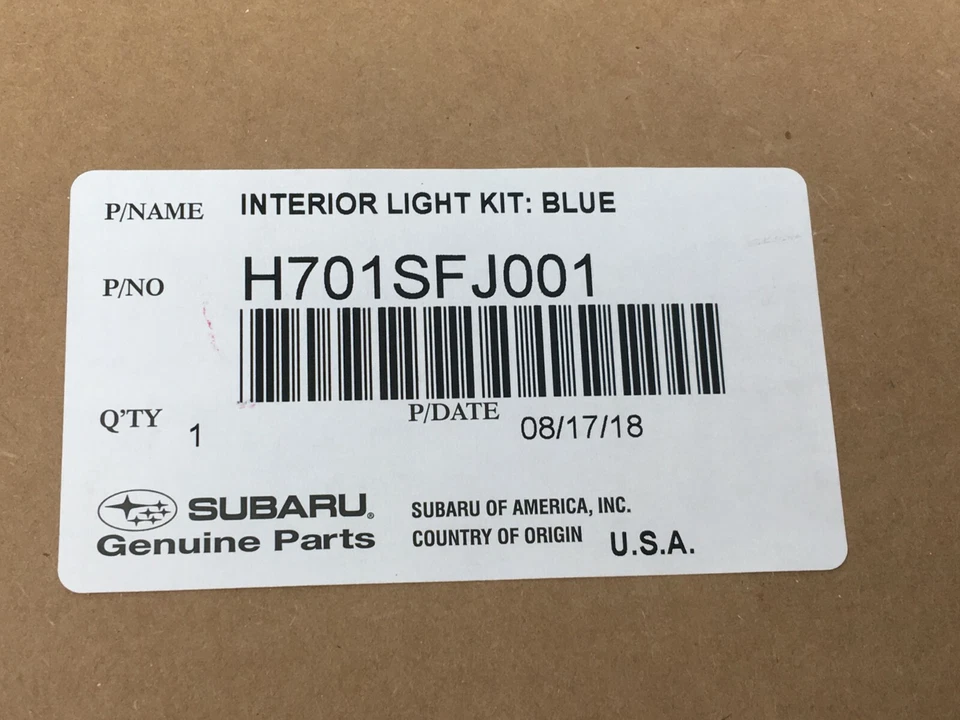 P/NAME INTERIOR LIGHT KIT: BLUE
P/NO H701SFJ001
Q'TY 1 P/DATE 08/17/18
SUBARU® SUBARU OF AMERICA, INC.
Genuine Parts COUNTRY OF ORIGIN U.S.A.